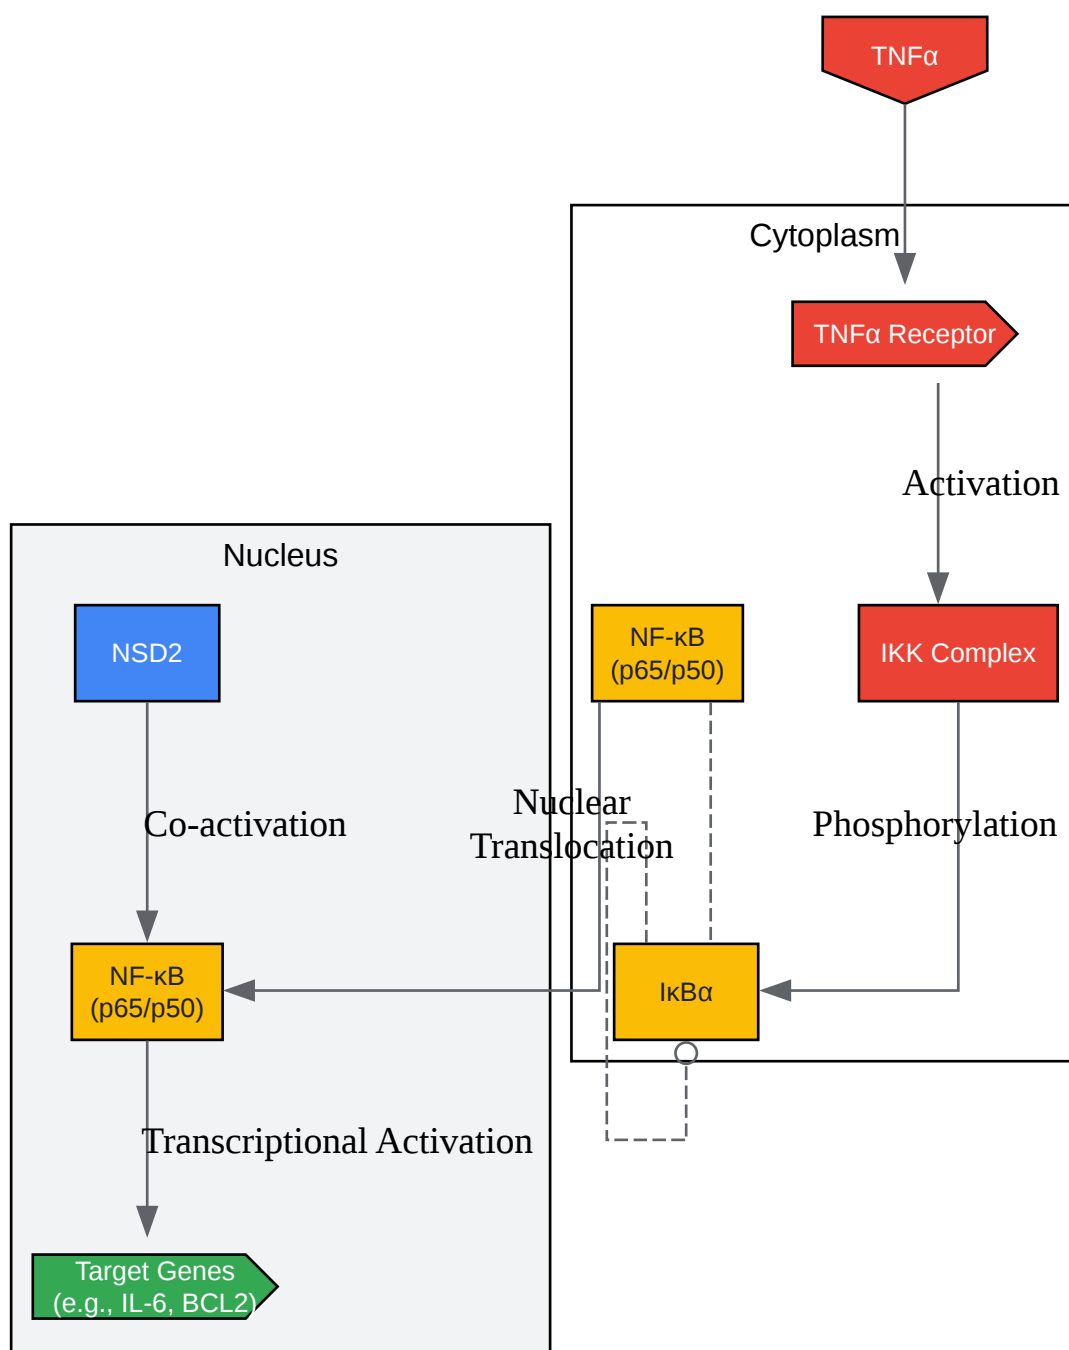 TNFα
Cytoplasm
TNFα Receptor
Activation
Nucleus
NSD2
NF-κB
(p65/p50)
IKK Complex
Nuclear
Translocation
Co-activation
Phosphorylation
NF-κB
(p65/p50)
IκBα
Transcriptional Activation
Target Genes
(e.g., IL-6, BCL2)